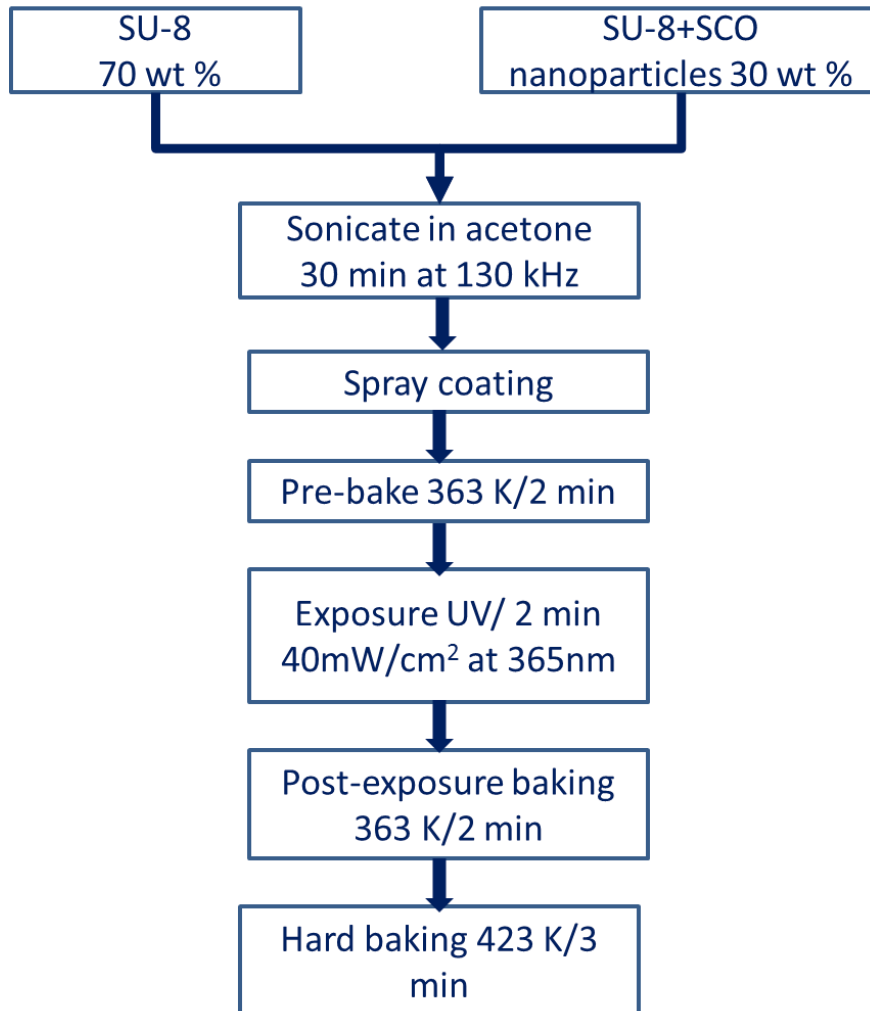 SU-8
70 wt %
SU-8+SCO
nanoparticles 30 wt %
Sonicate in acetone
30 min at 130 kHz
Spray coating
Pre-bake 363 K/2 min
Exposure UV/ 2 min
40mW/cm² at 365nm
Post-exposure baking
363 K/2 min
Hard baking 423 K/3
min